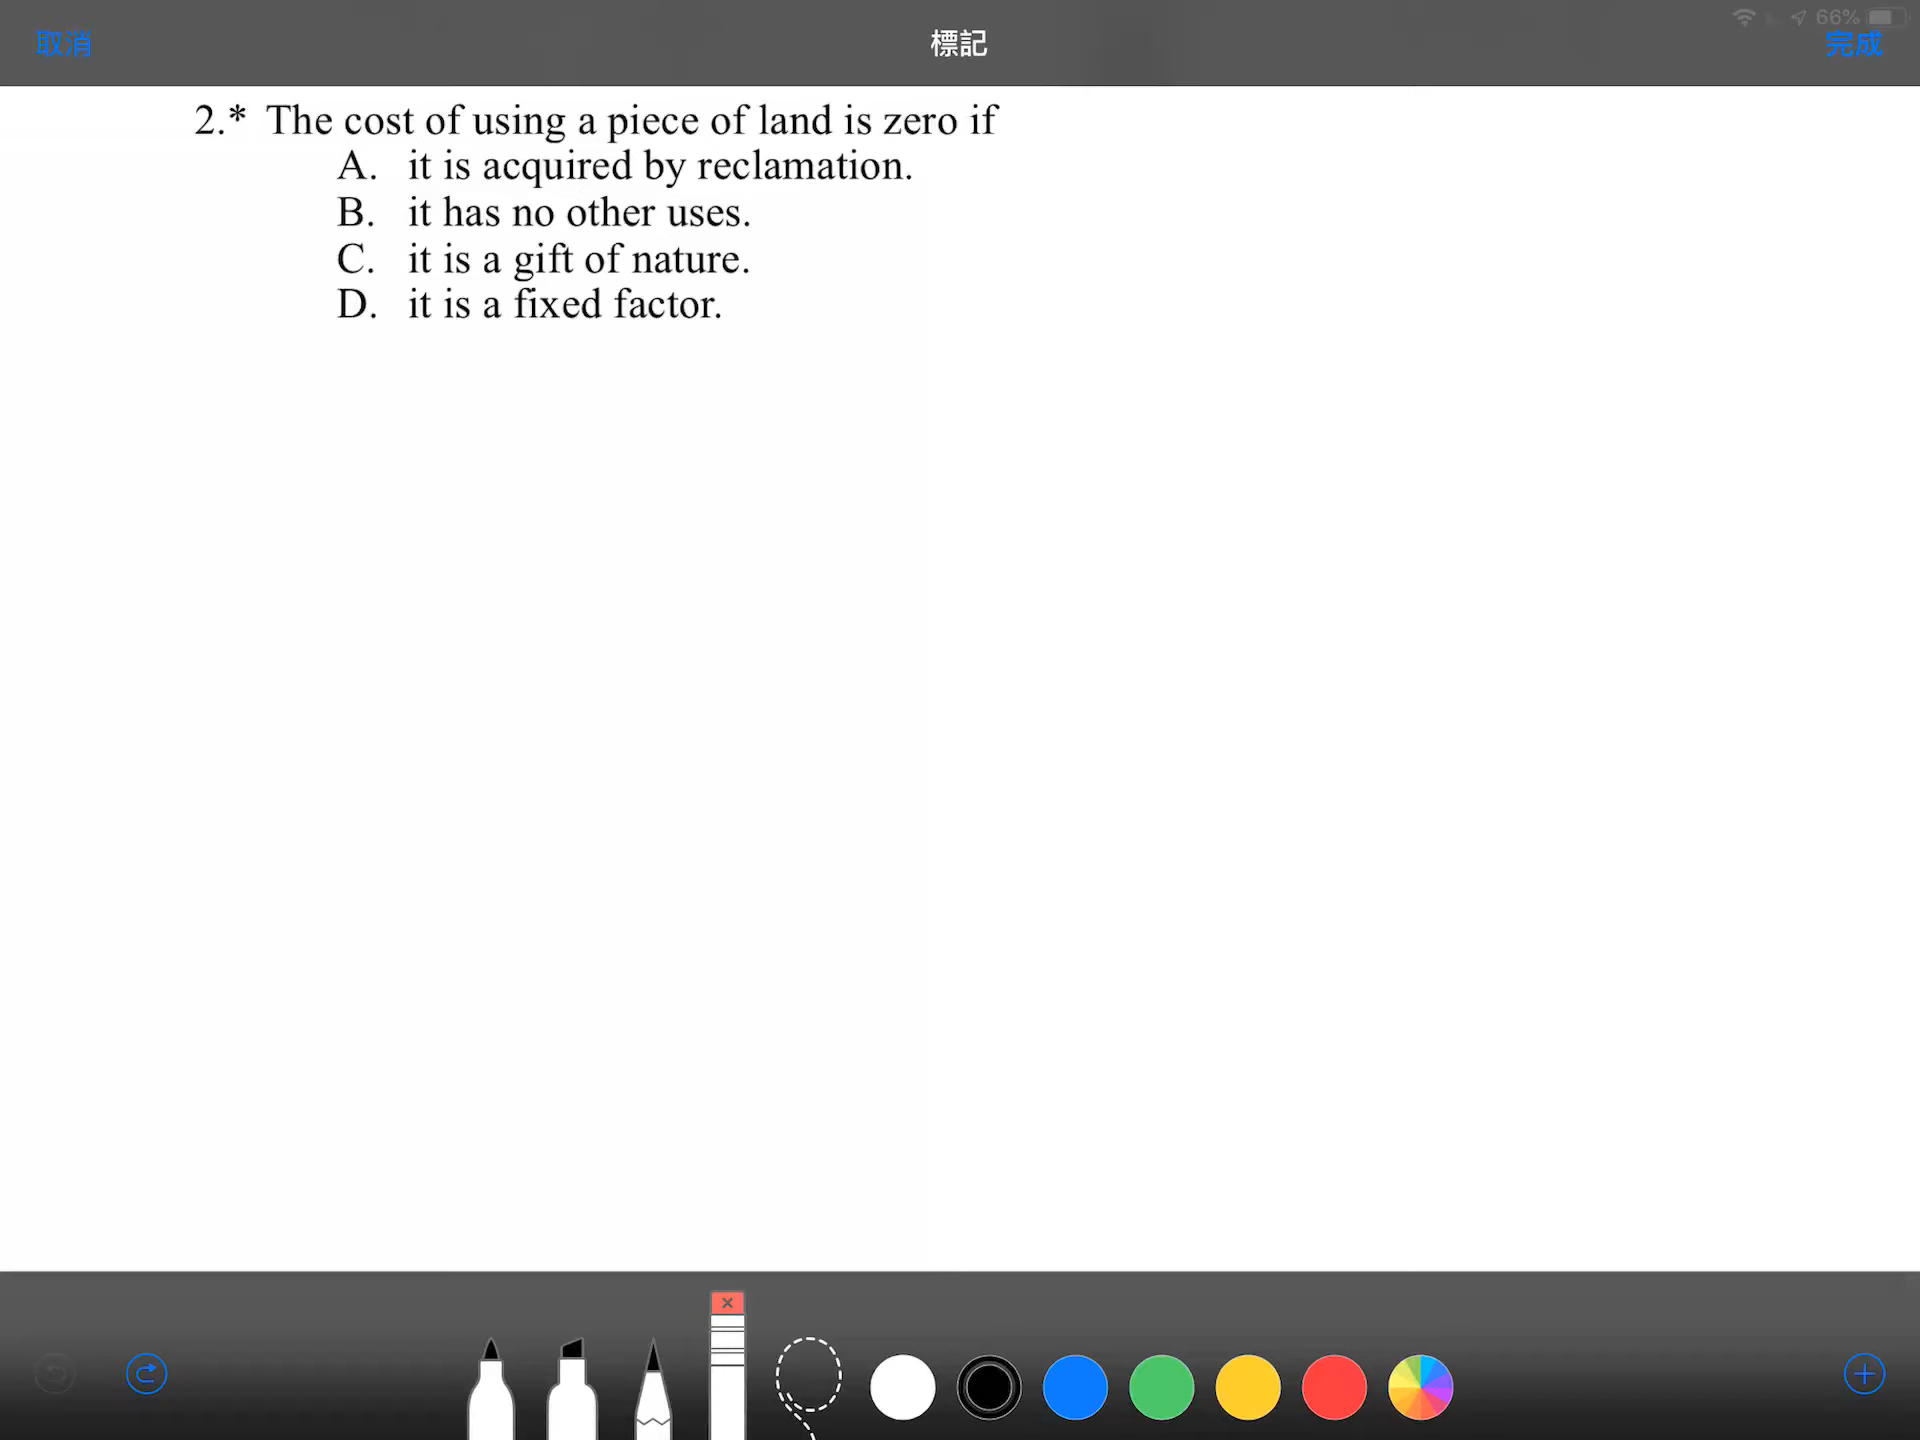 66%
取消
標記
完成
2.* The cost of using a piece of land is zero if
A. it is acquired by reclamation.
B. it has no other uses.
C. it is a gift of nature.
D. it is a fixed factor.